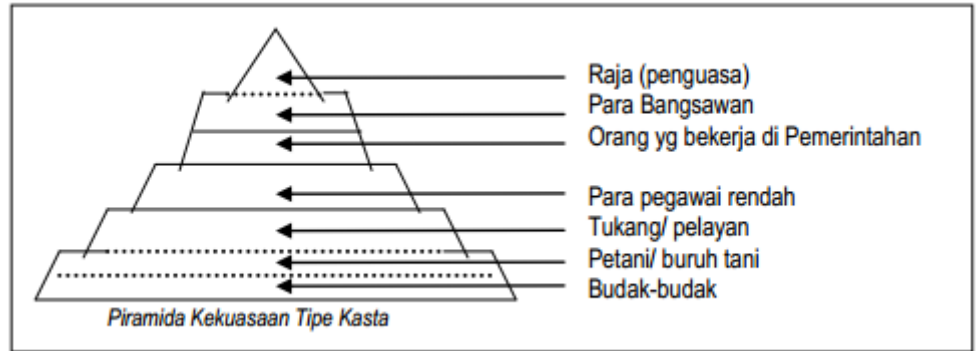 Raja (penguasa)
Para Bangsawan
Orang yg bekerja di Pemerintahan
Para pegawai rendah
Tukang/ pelayan
Petani/ buruh tani
Budak-budak
Piramida Kekuasaan Tipe Kasta